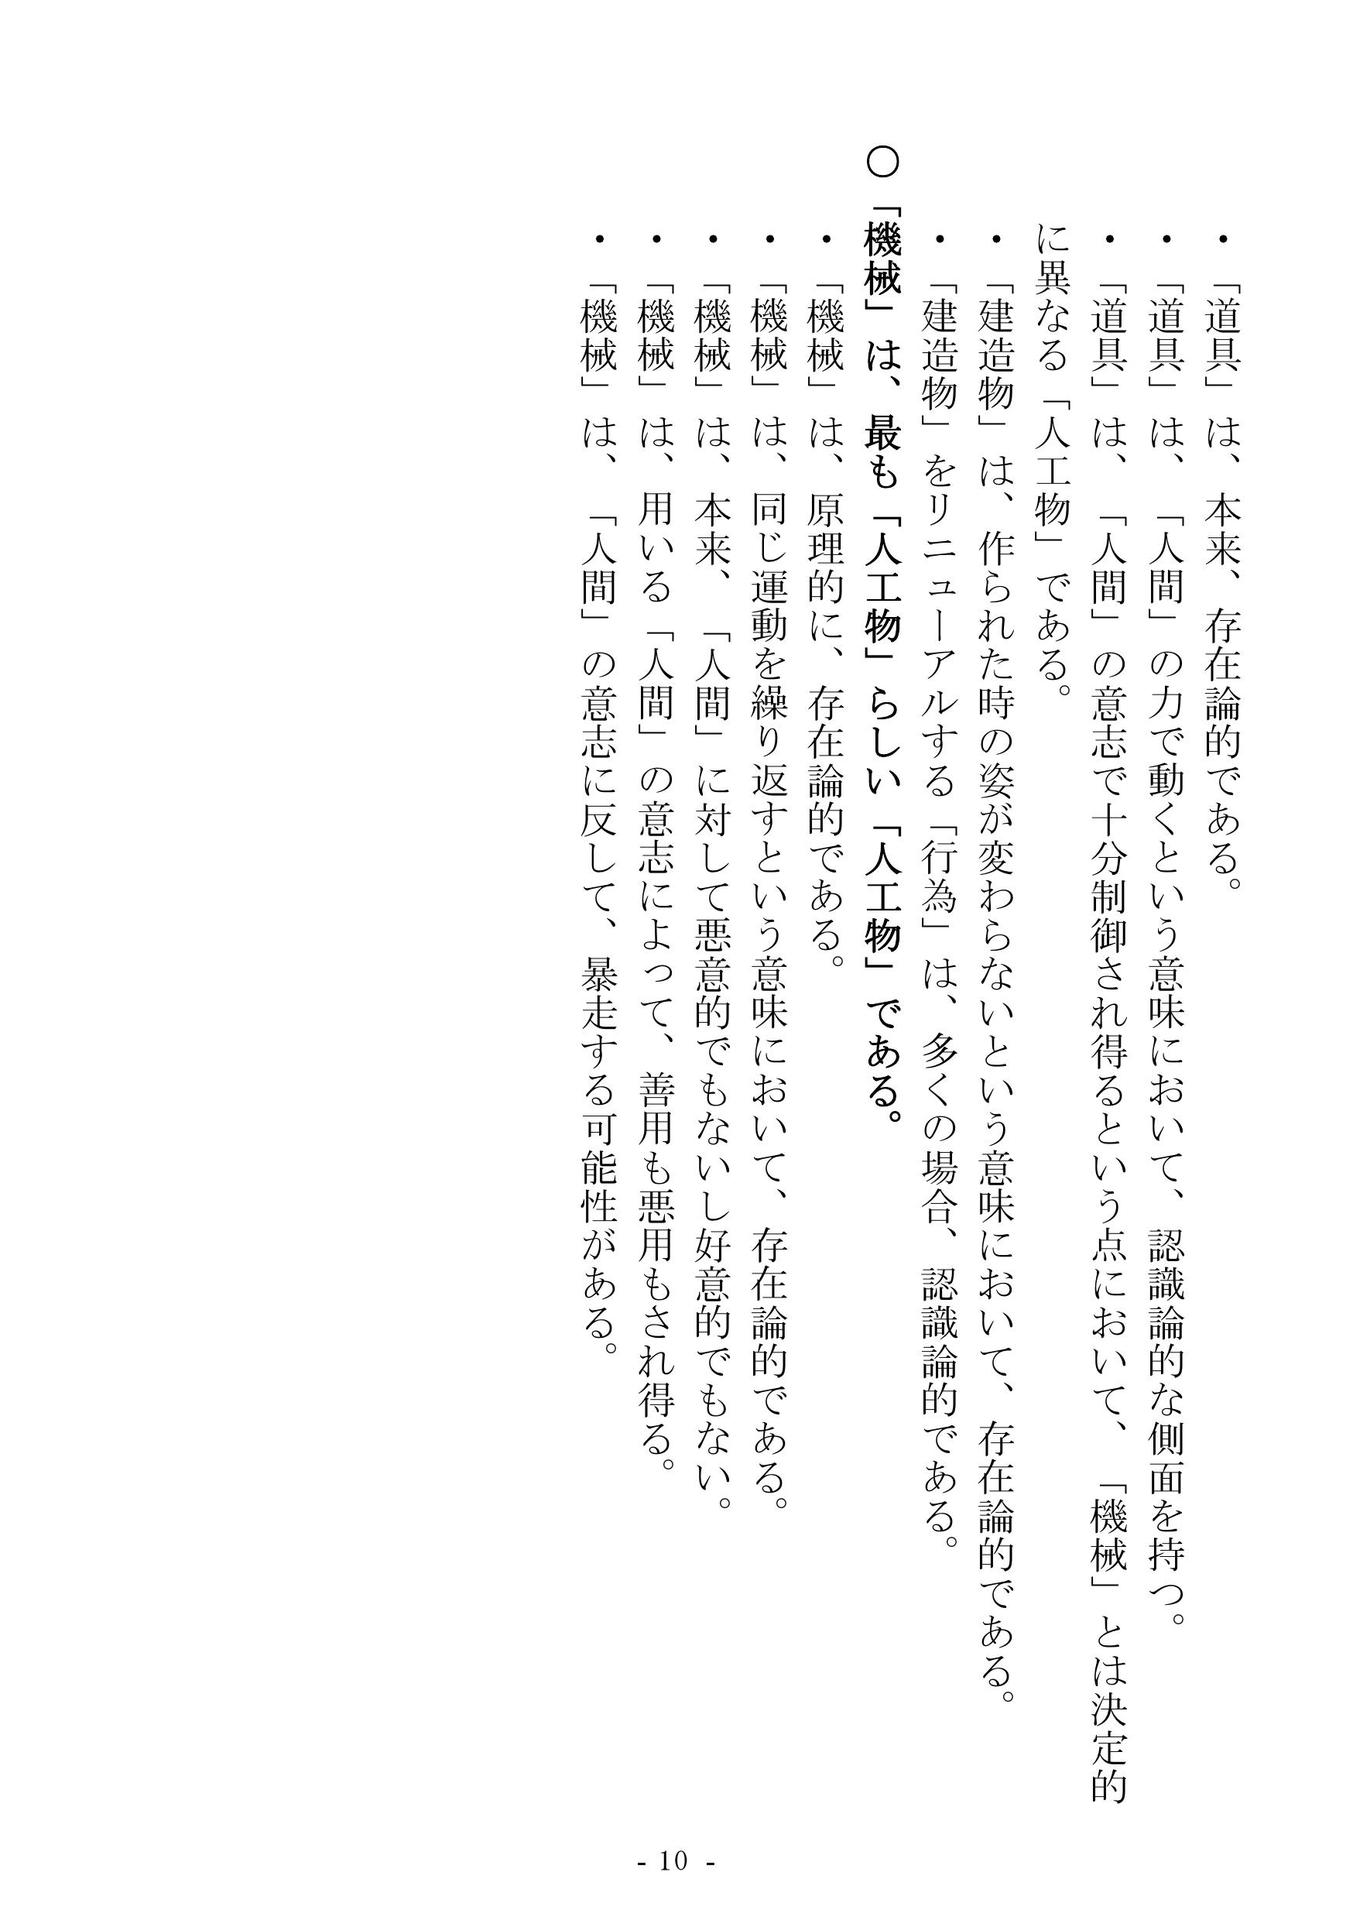 ・「道具」は、本来、存在論的である。
・「道具」は、「人間」の力で動くという意味において、認識論的な側面を持つ。
・「道具」は、「人間」の意志で十分制御され得るという点において、「機械」とは決定的
に異なる「人工物」である。
・「建造物」は、作られた時の姿が変わらないという意味において、存在論的である。
・「建造物」をリニューアルする「行為」は、多くの場合、認識論的である。
〇「機械」は、最も「人工物」らしい「人工物」である。
・「機械」は、原理的に、存在論的である。
・「機械」は、同じ運動を繰り返すという意味において、存在論的である。
・「機械」は、本来、「人間」に対して悪意的でもないし好意的でもない。
・「機械」は、用いる「人間」の意志によって、善用も悪用もされ得る。
・「機械」は、「人間」の意志に反して、暴走する可能性がある。
- 10 -